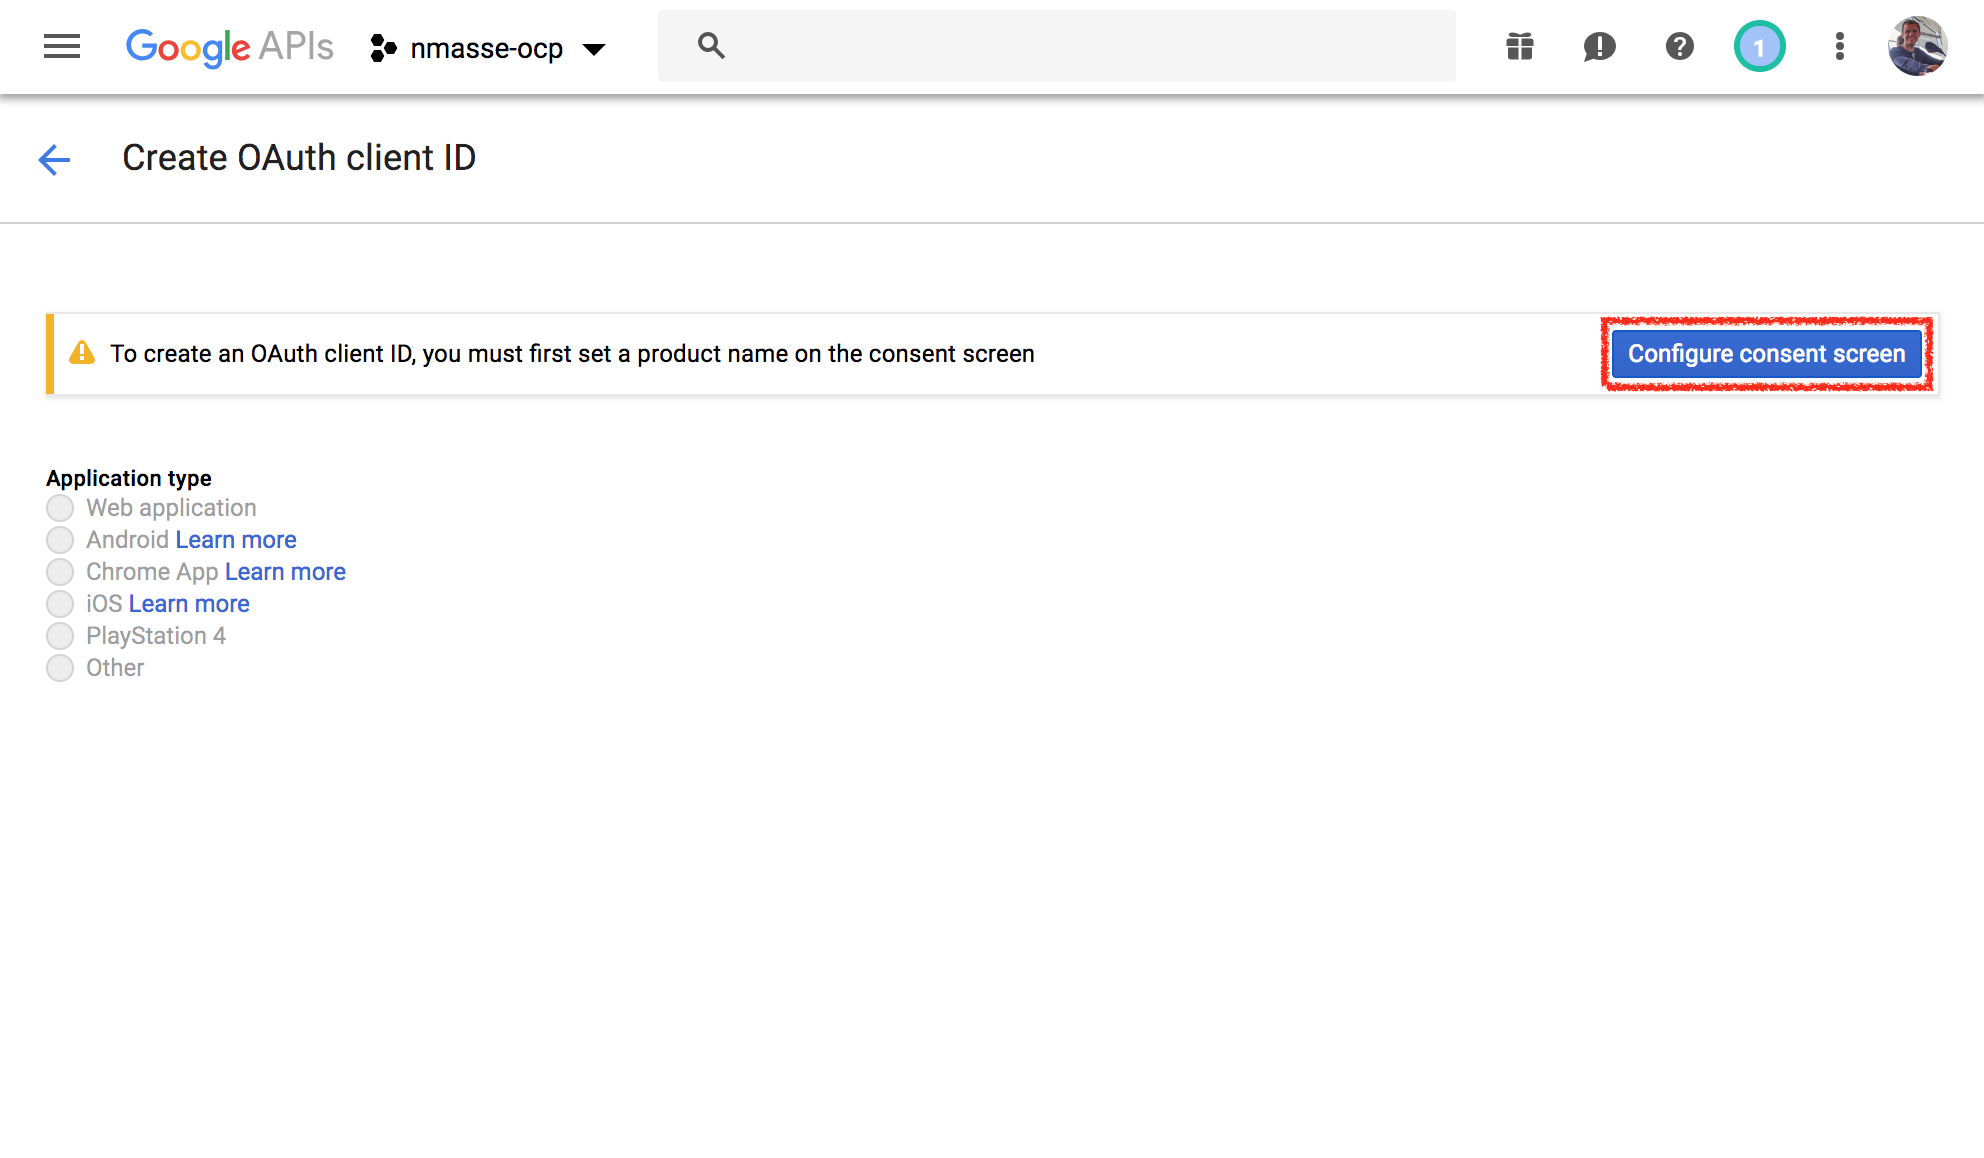 Google APIs nmasse-ocp
1
Create OAuth client ID
To create an OAuth client ID, you must first set a product name on the consent screen Configure consent screen
Application type
Web application
Android Learn more
Chrome App Learn more
iOS Learn more
PlayStation 4
Other